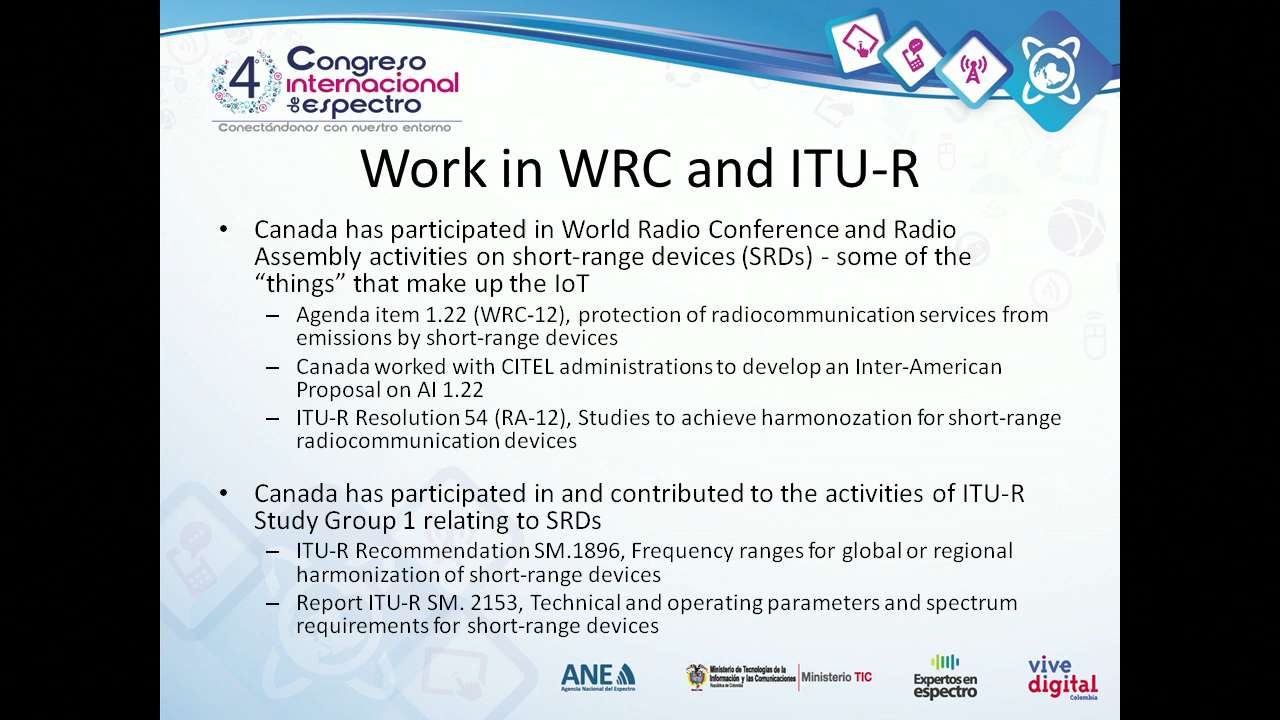 4° Congreso
internacional
de espectro
Conectándonos con nuestro entorno
Work in WRC and ITU-R
• Canada has participated in World Radio Conference and Radio
Assembly activities on short-range devices (SRDs) - some of the
“things” that make up the IoT
– Agenda item 1.22 (WRC-12), protection of radiocommunication services from
emissions by short-range devices
– Canada worked with CITEL administrations to develop an Inter-American
Proposal on AI 1.22
– ITU-R Resolution 54 (RA-12), Studies to achieve harmonozation for short-range
radiocommunication devices
• Canada has participated in and contributed to the activities of ITU-R
Study Group 1 relating to SRDs
– ITU-R Recommendation SM.1896, Frequency ranges for global or regional
harmonization of short-range devices
– Report ITU-R SM. 2153, Technical and operating parameters and spectrum
requirements for short-range devices
ANE
Agencia Nacional del Espectro
Ministerio de Tecnologías de la
Información y las Comunicaciones
República de Colombia
Ministerio TIC
Expertos en
espectro
vive
digital
Colombia